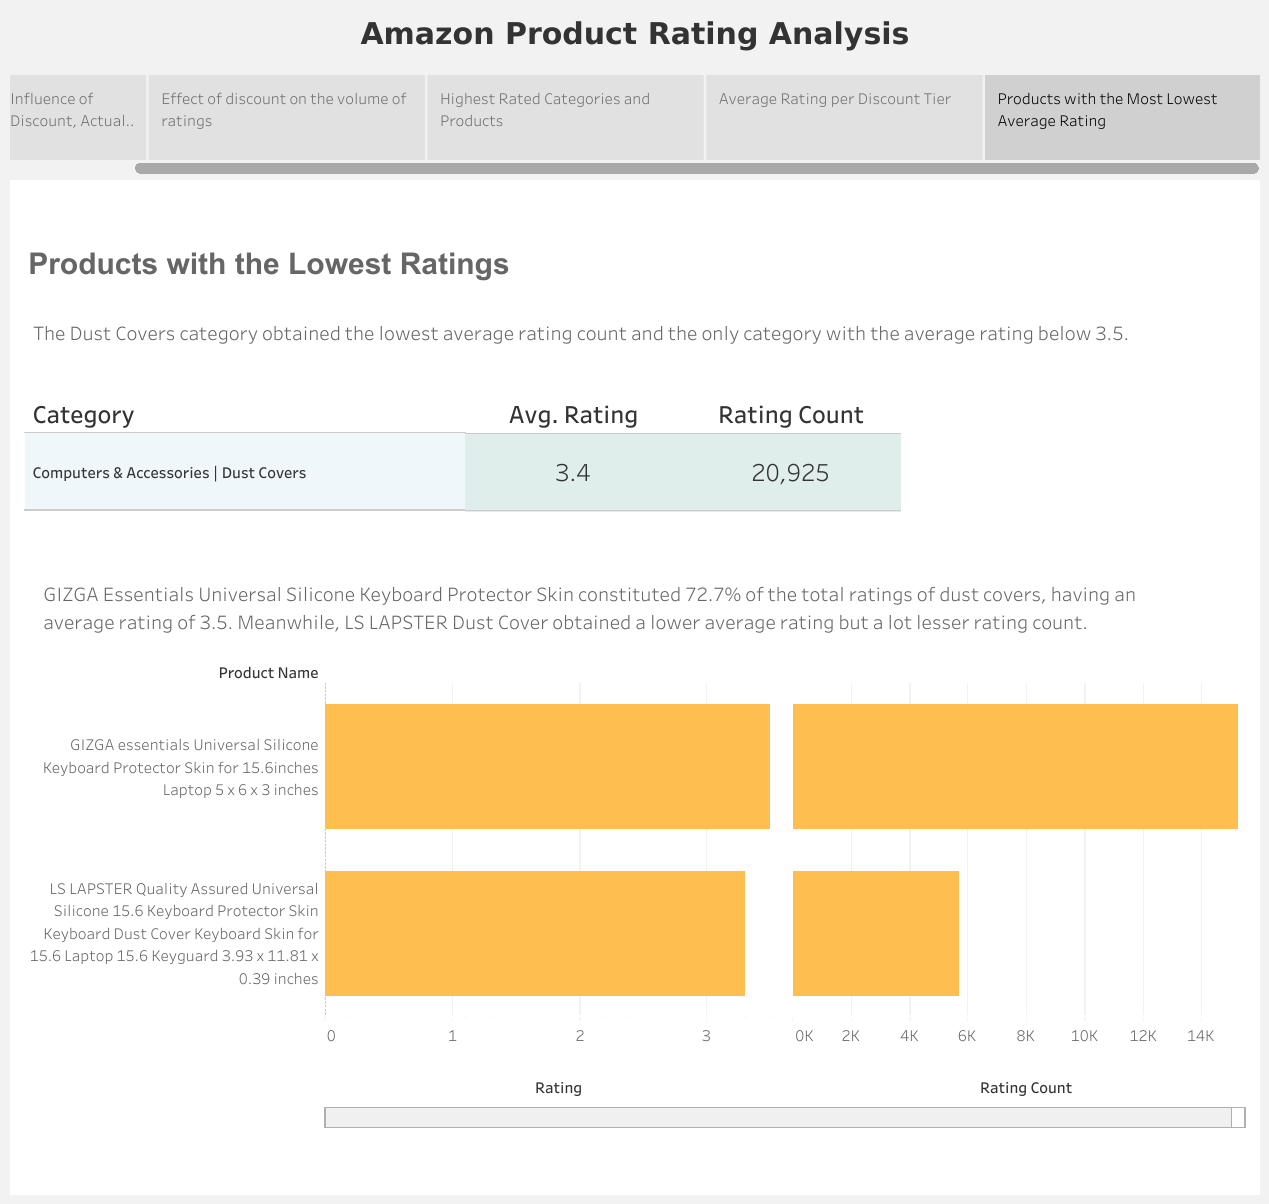 Amazon Product Rating Analysis
Influence of
Discount, Actual..
Effect of discount on the volume of
ratings
Highest Rated Categories and
Products
Average Rating per Discount Tier
Products with the Most Lowest
Average Rating
Products with the Lowest Ratings
The Dust Covers category obtained the lowest average rating count and the only category with the average rating below 3.5.
Category Avg. Rating Rating Count
Computers & Accessories | Dust Covers 3.4 20,925
GIZGA Essentials Universal Silicone Keyboard Protector Skin constituted 72.7% of the total ratings of dust covers, having an
average rating of 3.5. Meanwhile, LS LAPSTER Dust Cover obtained a lower average rating but a lot lesser rating count.
Product Name
GIZGA essentials Universal Silicone
Keyboard Protector Skin for 15.6inches
Laptop 5 x 6 x 3 inches
LS LAPSTER Quality Assured Universal
Silicone 15.6 Keyboard Protector Skin
Keyboard Dust Cover Keyboard Skin for
15.6 Laptop 15.6 Keyguard 3.93 x 11.81 x
0.39 inches
0 1 2 3 0K 2K 4K 6K 8K 10K 12K 14K
Rating Rating Count